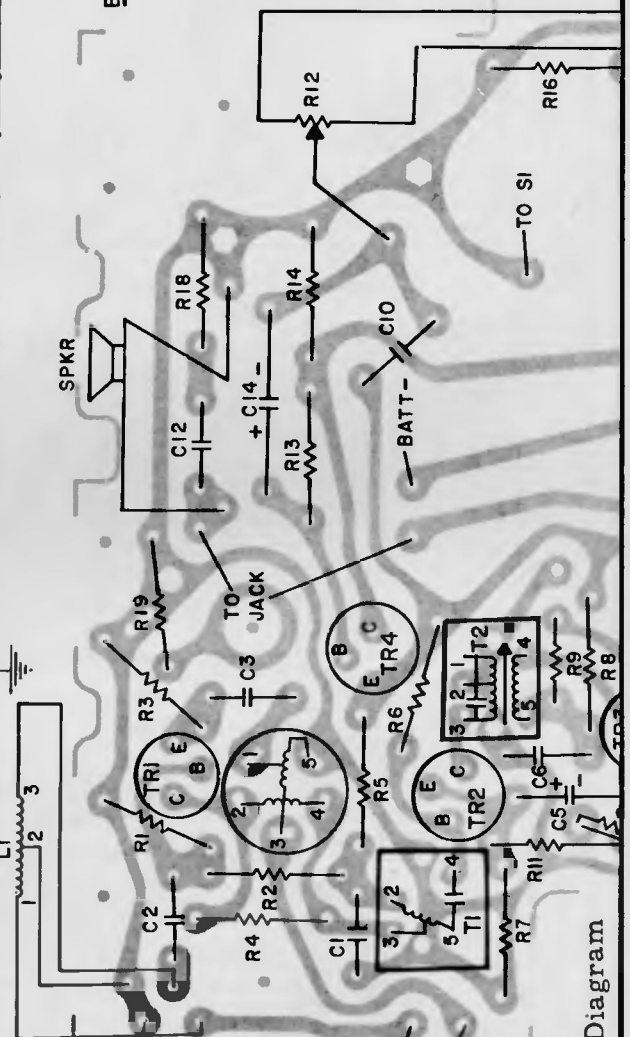 B
R12
R16
TO S1
SPKR
R18
R14
C10
+ C14 -
C12
R13
BATT-
TO JACK
R19
R3
C3
B
C
E
TR4
R6
3 2 1 T2
5 4
R9
R8
L1
1 2 3
TR1
E
B
C
R1
1
2
3
4
5
R5
E
B
C
TR2
C6
C5
+ -
R11
C2
R2
R4
C1
3 2
5 4
T1
R7
Diagram